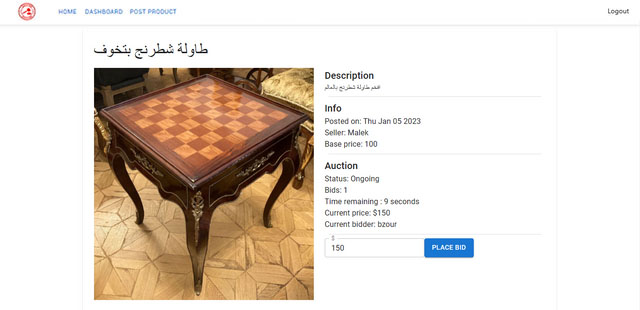 HOME DASHBOARD POST PRODUCT Logout
طاولة شطرنج بتخوف
Description
افخم طاولة شطرنج بالعالم
Info
Posted on: Thu Jan 05 2023
Seller: Malek
Base price: 100
Auction
Status: Ongoing
Bids: 1
Time remaining : 9 seconds
Current price: $150
Current bidder: bzour
$
150 PLACE BID